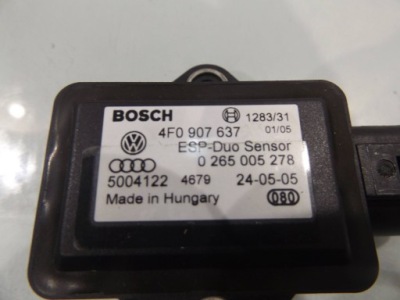 BOSCH 1283/31
4F0 907 637 01/05
ESP-Duo Sensor
0 265 005 278
5004122 4679 24-05-05
Made in Hungary 080